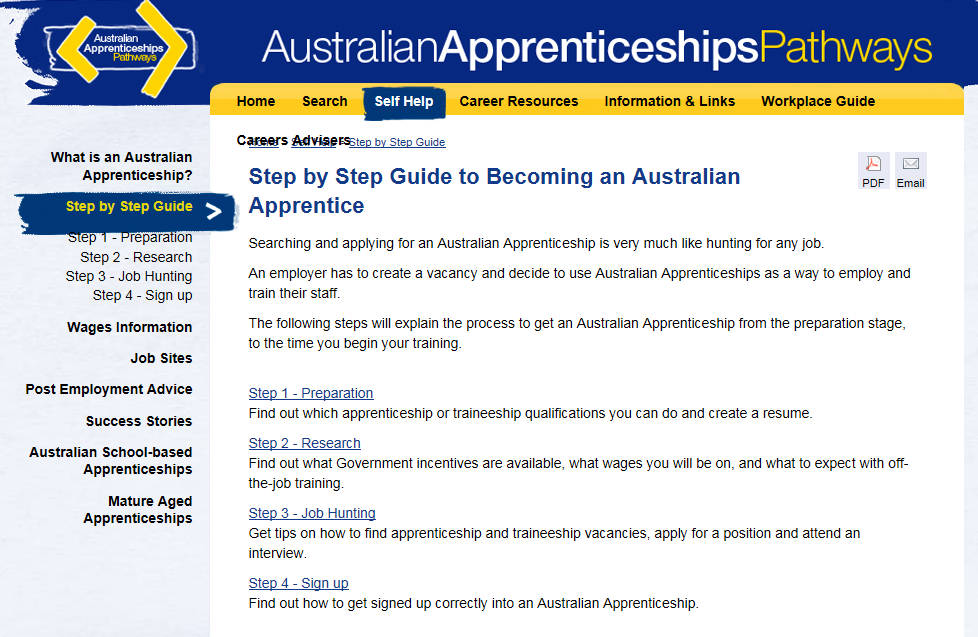 Australian
Apprenticeships
Pathways
AustralianApprenticeshipsPathways
Home Search Self Help Career Resources Information & Links Workplace Guide
Careers Advisers
Step by Step Guide
What is an Australian
Apprenticeship?
Step by Step Guide
Step 1 - Preparation
Step 2 - Research
Step 3 - Job Hunting
Step 4 - Sign up
Wages Information
Job Sites
Post Employment Advice
Success Stories
Australian School-based
Apprenticeships
Mature Aged
Apprenticeships
PDF Email
Step by Step Guide to Becoming an Australian
Apprentice
Searching and applying for an Australian Apprenticeship is very much like hunting for any job.
An employer has to create a vacancy and decide to use Australian Apprenticeships as a way to employ and
train their staff.
The following steps will explain the process to get an Australian Apprenticeship from the preparation stage,
to the time you begin your training.
Step 1 - Preparation
Find out which apprenticeship or traineeship qualifications you can do and create a resume.
Step 2 - Research
Find out what Government incentives are available, what wages you will be on, and what to expect with off-
the-job training.
Step 3 - Job Hunting
Get tips on how to find apprenticeship and traineeship vacancies, apply for a position and attend an
interview.
Step 4 - Sign up
Find out how to get signed up correctly into an Australian Apprenticeship.